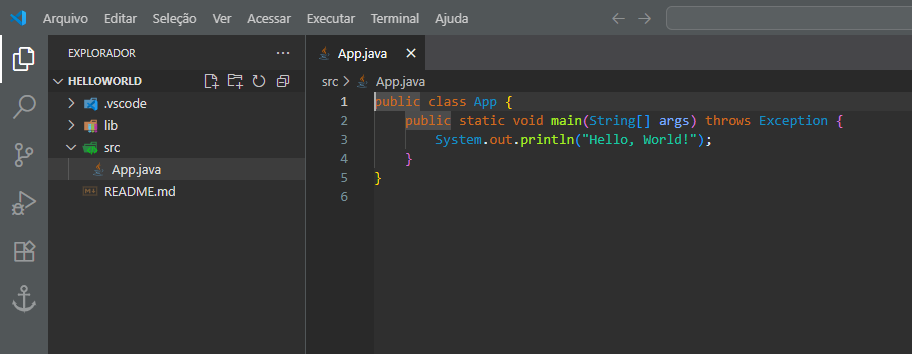 Arquivo Editar Seleção Ver Acessar Executar Terminal Ajuda
EXPLORADOR
HELLOWORLD
.vscode
lib
src
App.java
README.md
App.java
src > App.java
1 public class App {
2 public static void main(String[] args) throws Exception {
3 System.out.println("Hello, World!");
4 }
5 }
6